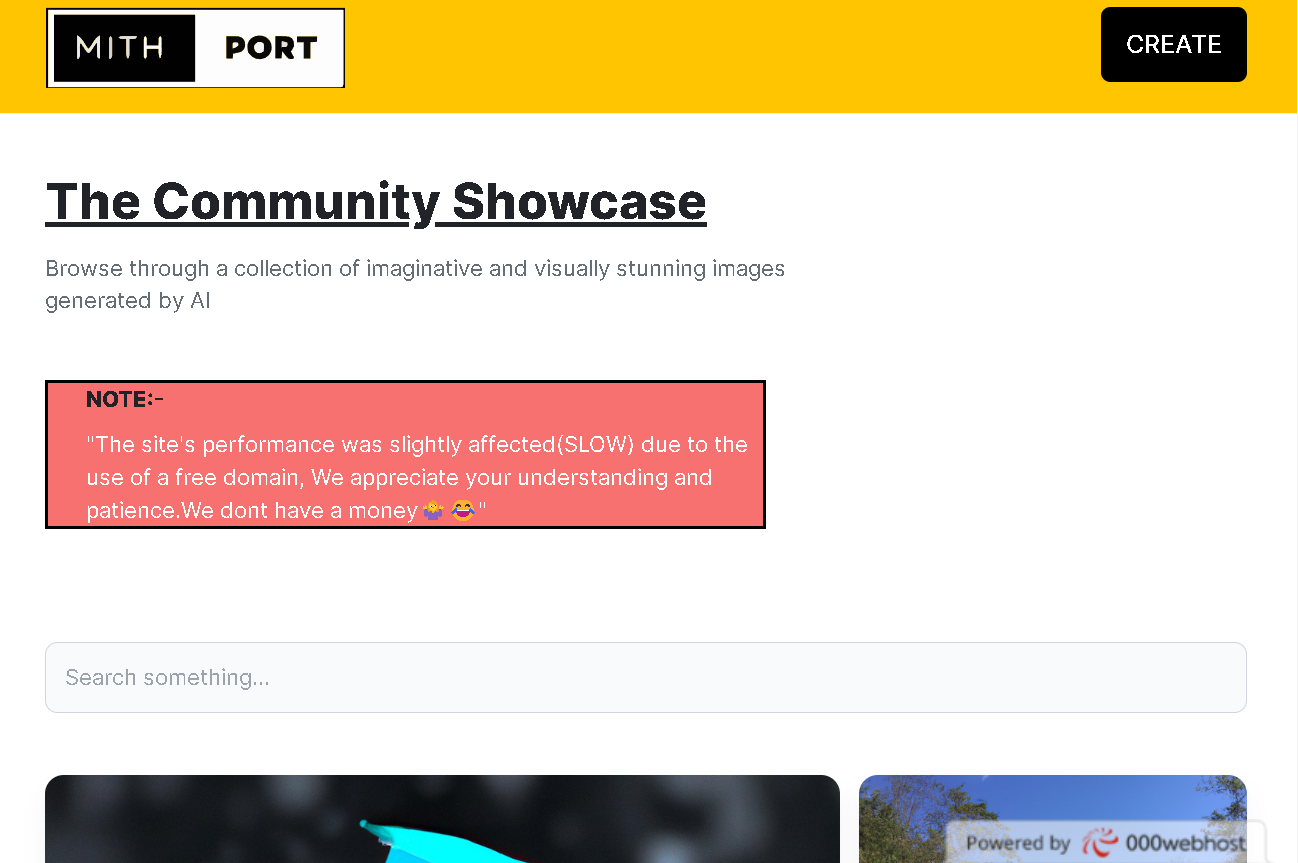 MITH PORT
CREATE
The Community Showcase
Browse through a collection of imaginative and visually stunning images
generated by AI
NOTE:-
"The site's performance was slightly affected(SLOW) due to the
use of a free domain, We appreciate your understanding and
patience.We dont have a money🤷😂"
Search something...
Powered by 000webhost